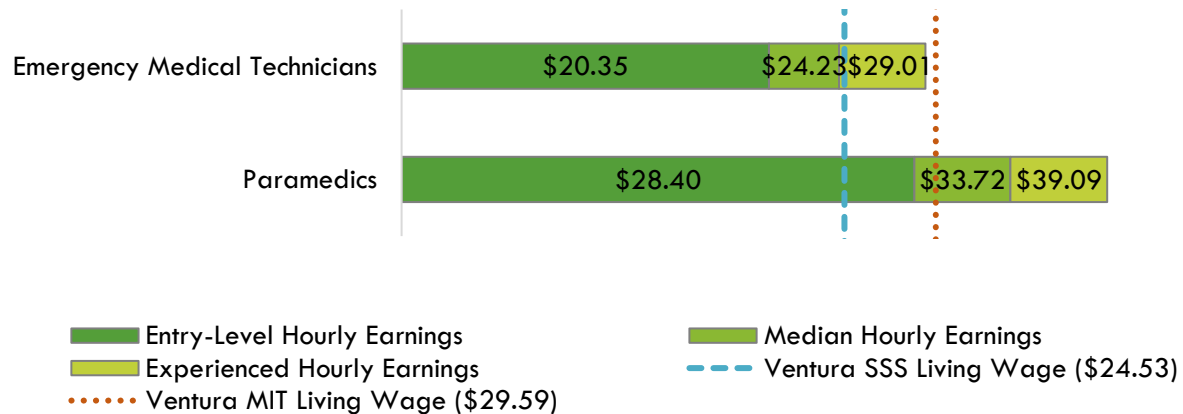 Emergency Medical Technicians $20.35 $24.23 $29.01
Paramedics $28.40 $33.72 $39.09
Entry-Level Hourly Earnings Median Hourly Earnings
Experienced Hourly Earnings Ventura SSS Living Wage ($24.53)
Ventura MIT Living Wage ($29.59)